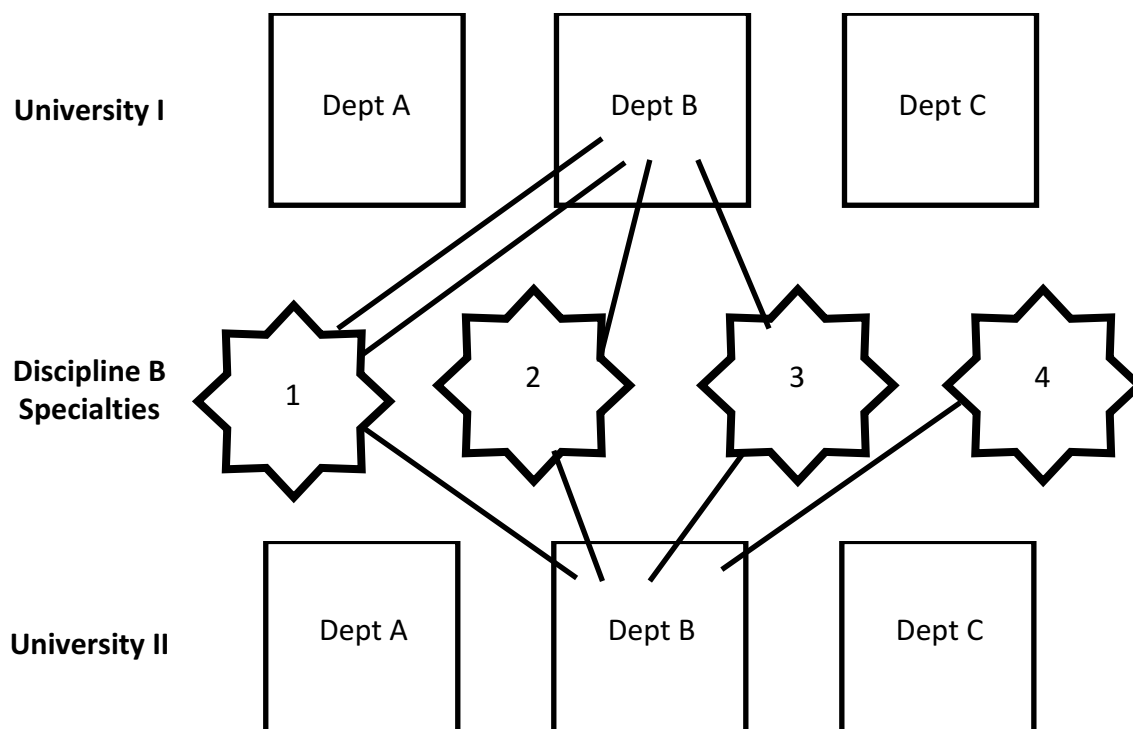 University I
Dept A
Dept B
Dept C
Discipline B
Specialties
1
2
3
4
University II
Dept A
Dept B
Dept C